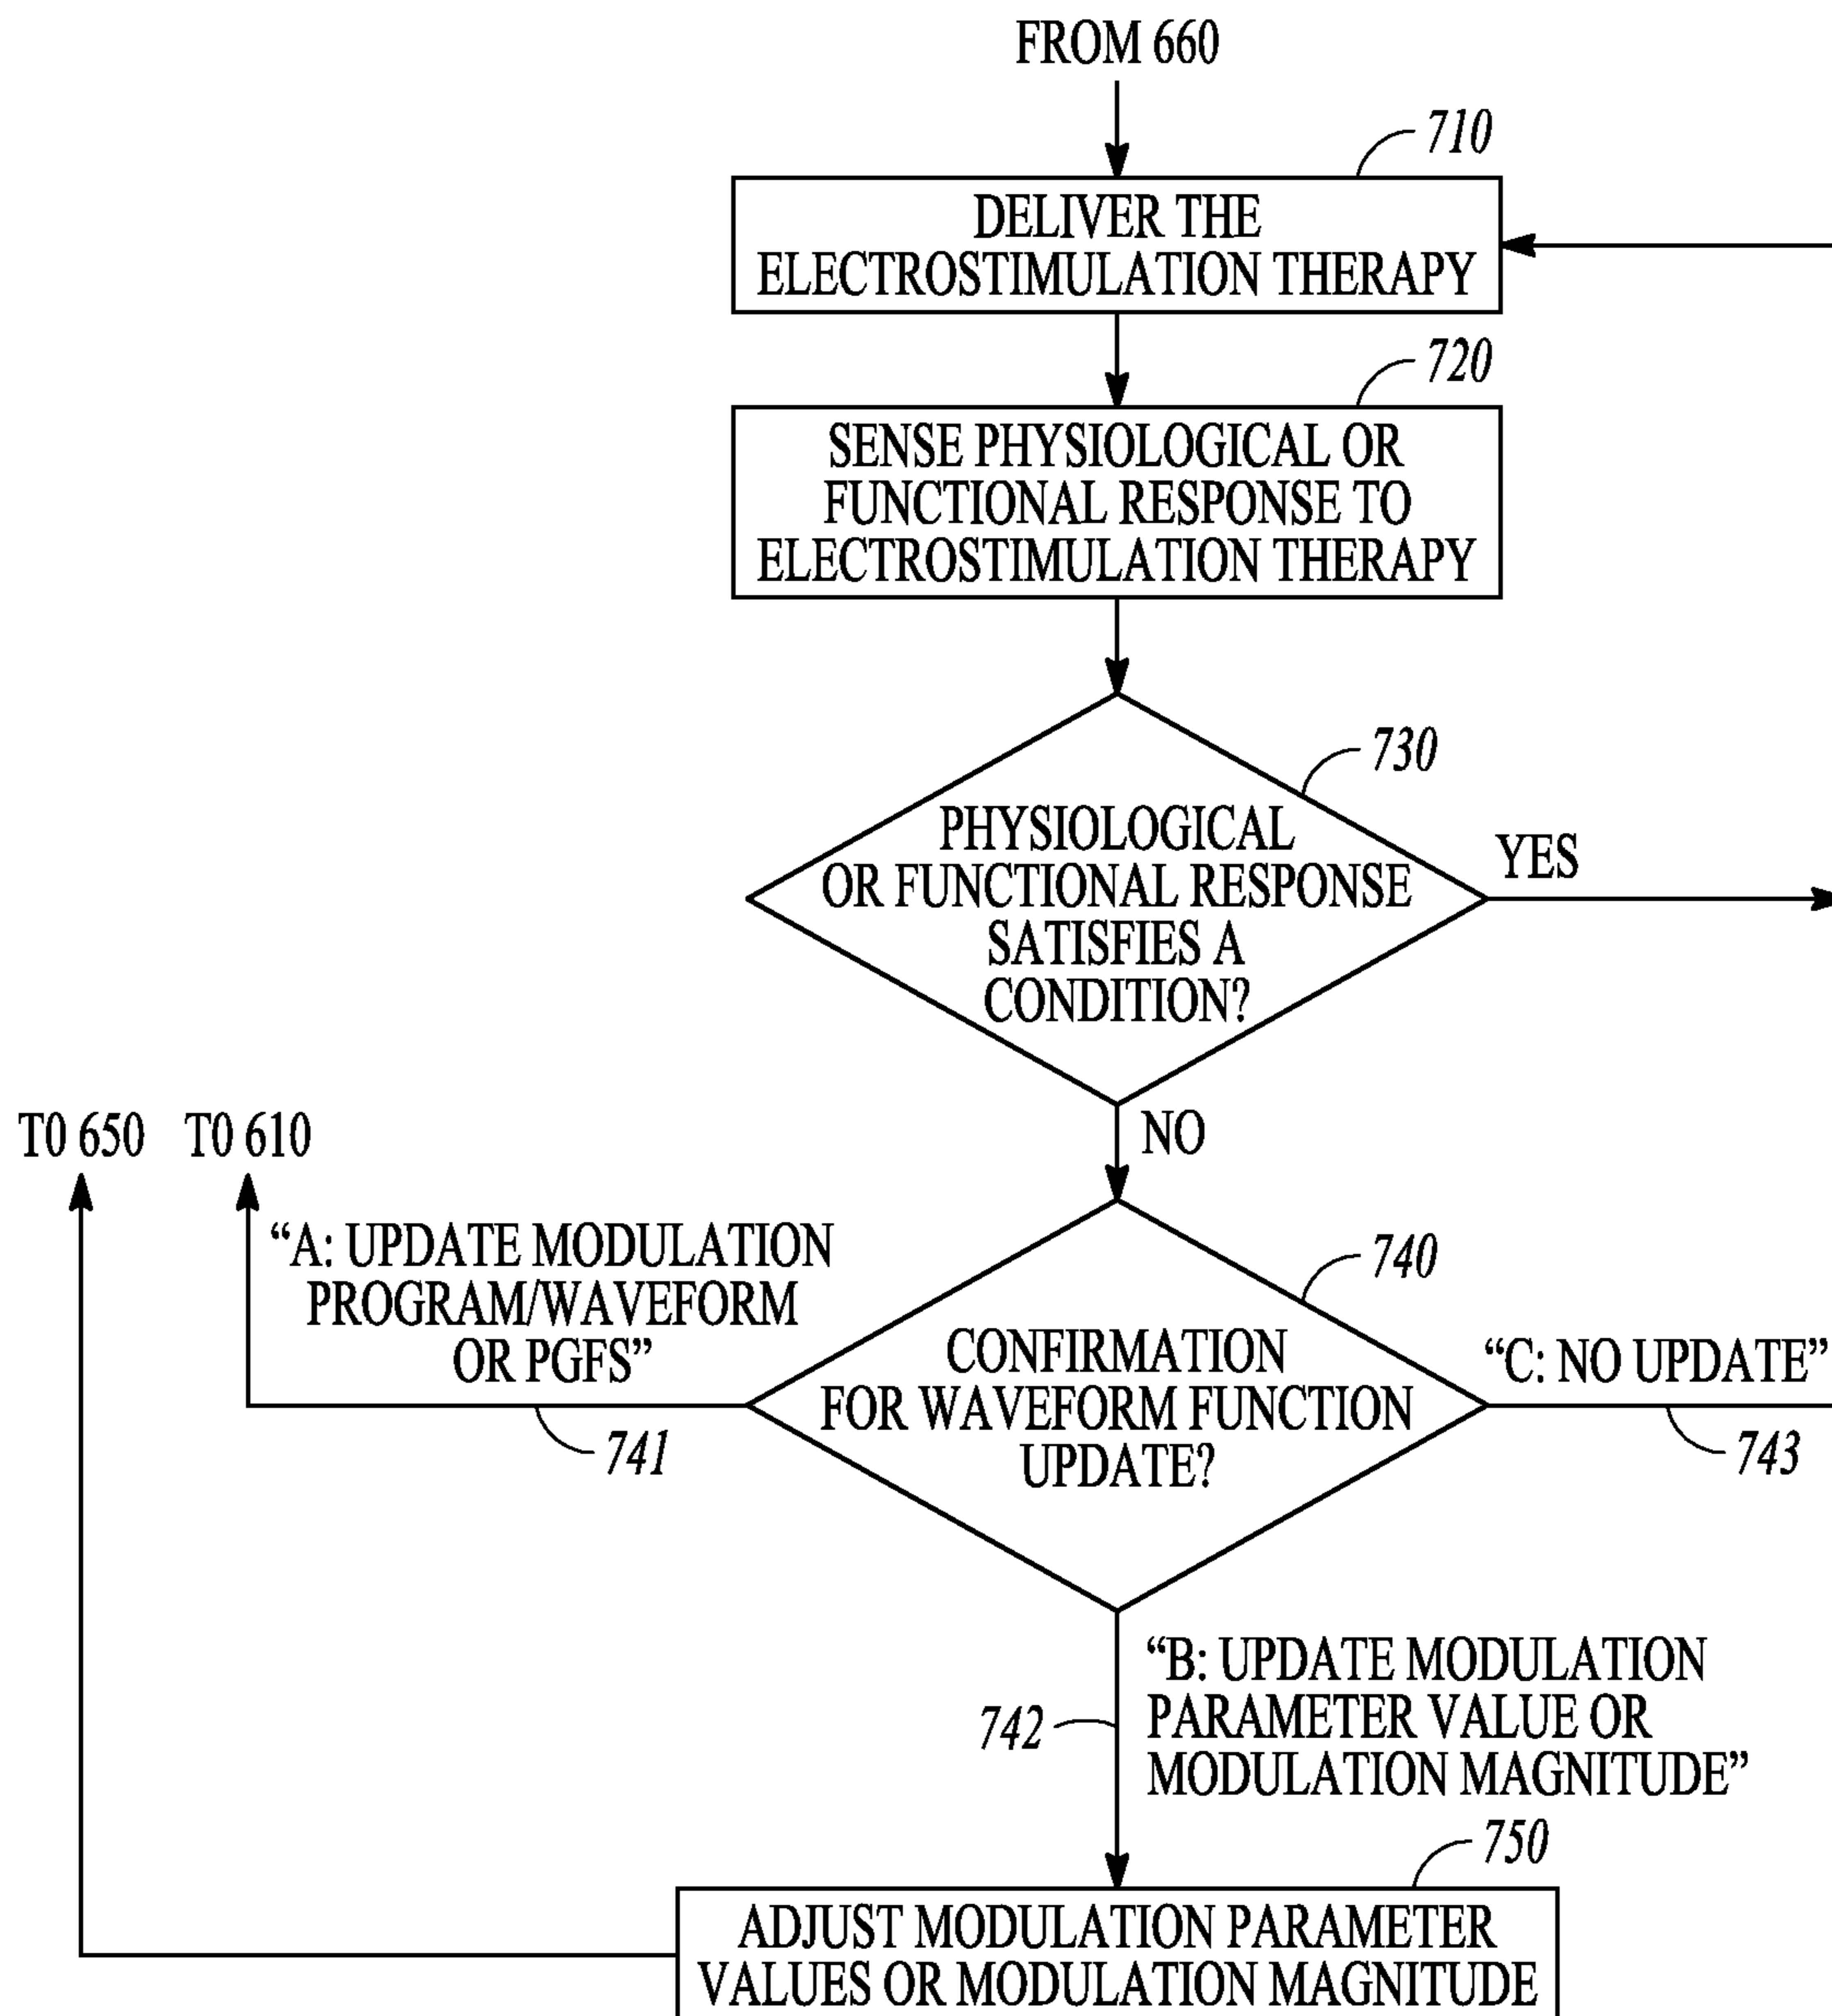 FROM 660
710
DELIVER THE
ELECTROSTIMULATION THERAPY
720
SENSE PHYSIOLOGICAL OR
FUNCTIONAL RESPONSE TO
ELECTROSTIMULATION THERAPY
730
PHYSIOLOGICAL
OR FUNCTIONAL RESPONSE
SATISFIES A
CONDITION?
YES
NO
TO 650
TO 610
“A: UPDATE MODULATION
PROGRAM/WAVEFORM
OR PGFS”
741
740
CONFIRMATION
FOR WAVEFORM FUNCTION
UPDATE?
“C: NO UPDATE”
743
742
“B: UPDATE MODULATION
PARAMETER VALUE OR
MODULATION MAGNITUDE”
750
ADJUST MODULATION PARAMETER
VALUES OR MODULATION MAGNITUDE